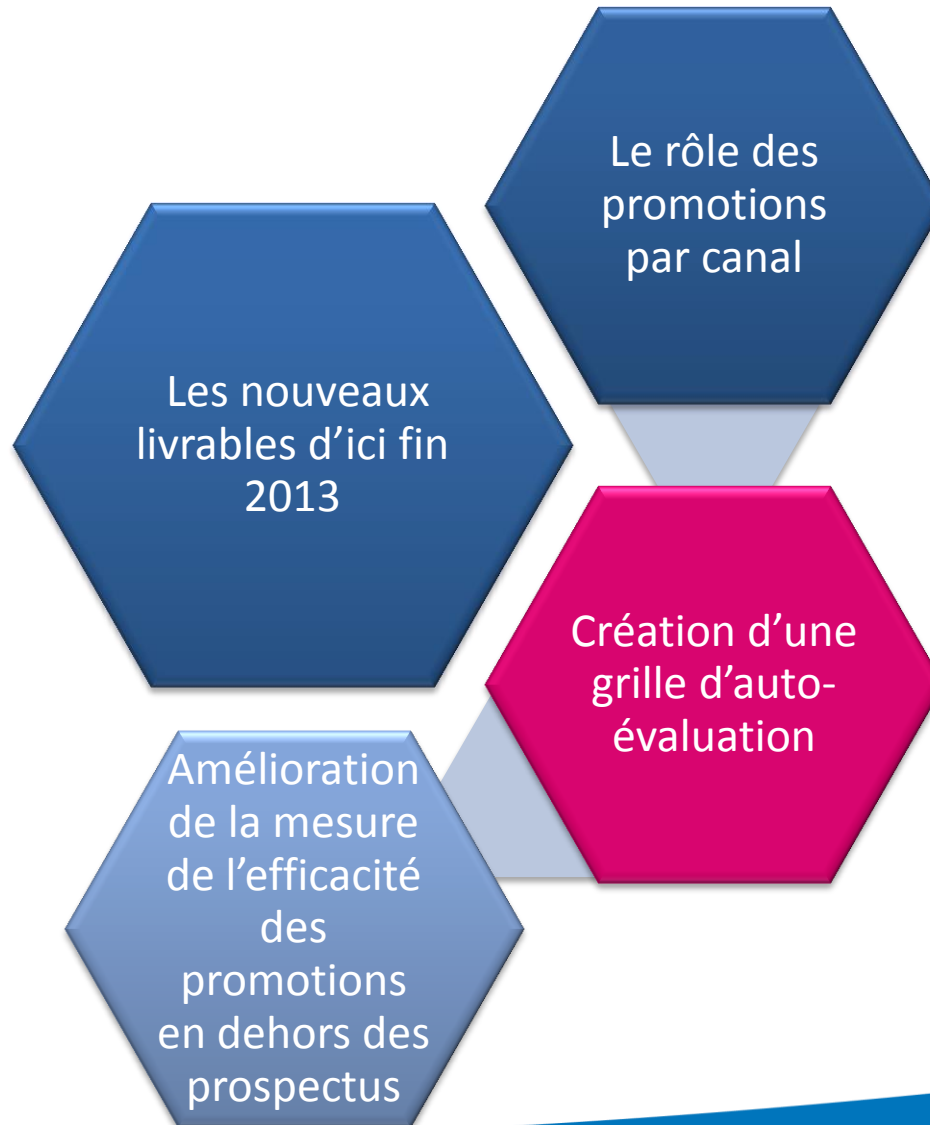 Le rôle des
promotions
par canal
Les nouveaux
livrables d’ici fin
2013
Création d’une
grille d’auto-
évaluation
Amélioration
de la mesure
de l’efficacité
des
promotions
en dehors des
prospectus